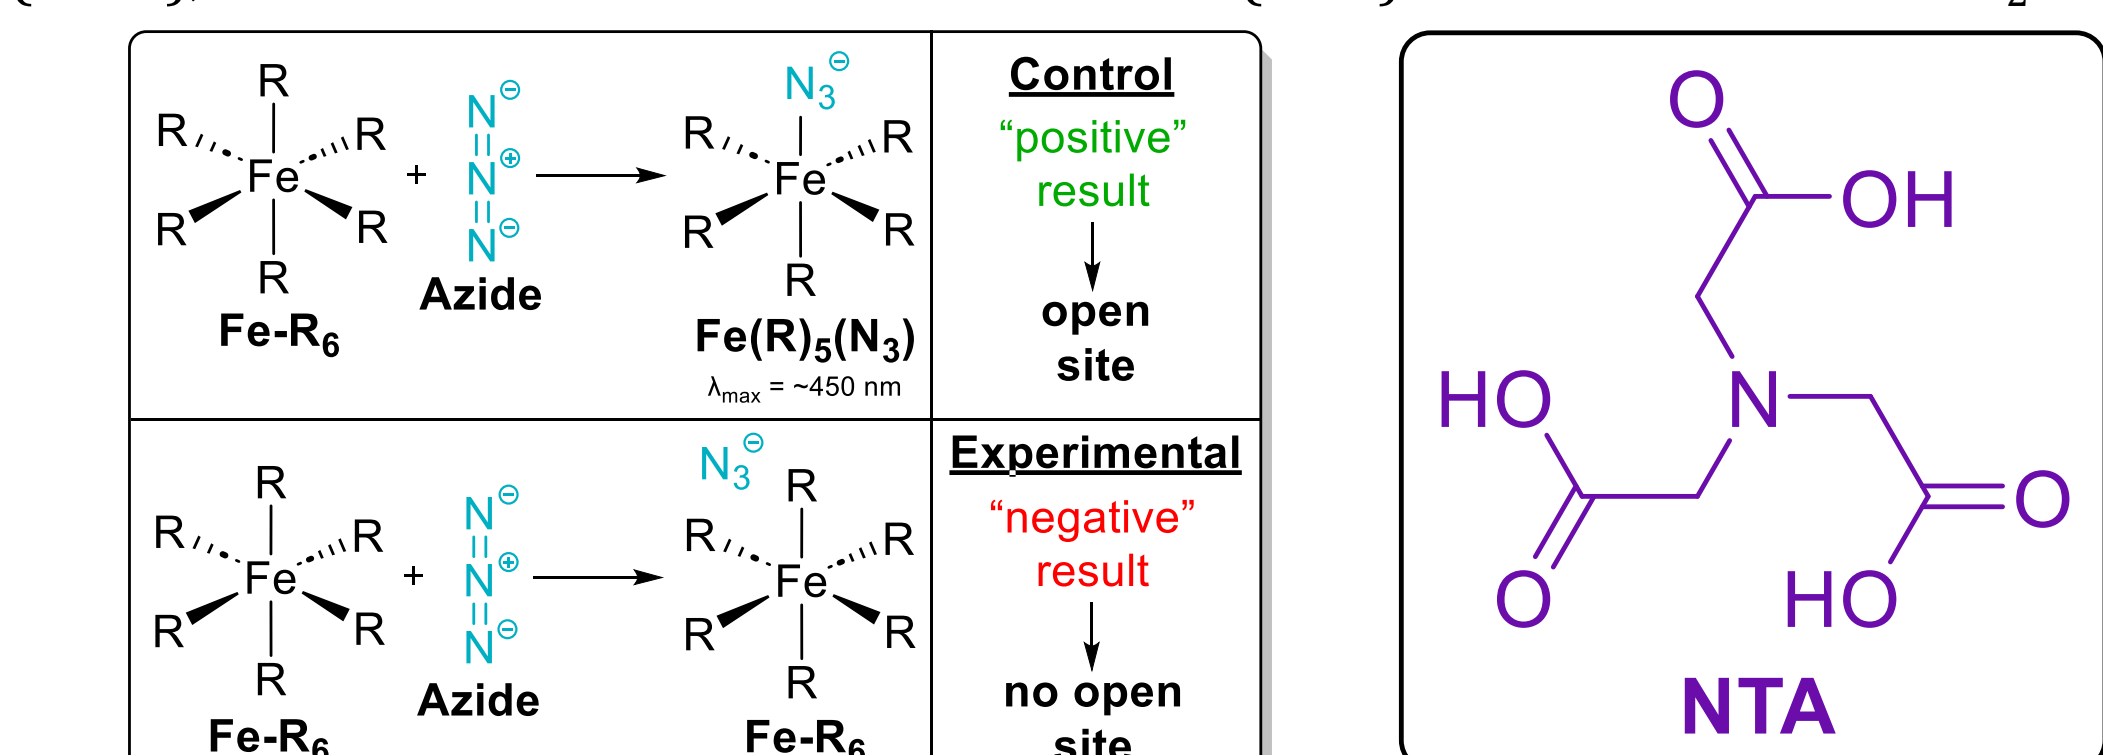 R
R R
Fe
R R
R
Fe-R₆
+
N⊖
N⊕
N⊖
Azide
N₃⊖
R R
Fe
R R
R
Fe(R)₅(N₃)
λmax = ~450 nm
Control
“positive”
result
open
site
R
R R
Fe
R R
R
Fe-R₆
+
N⊖
N⊕
N⊖
Azide
N₃⊖
R
R R
Fe
R R
R
Fe-R₆
Experimental
“negative”
result
no open
site
O
OH
HO
N
O
O
HO
NTA